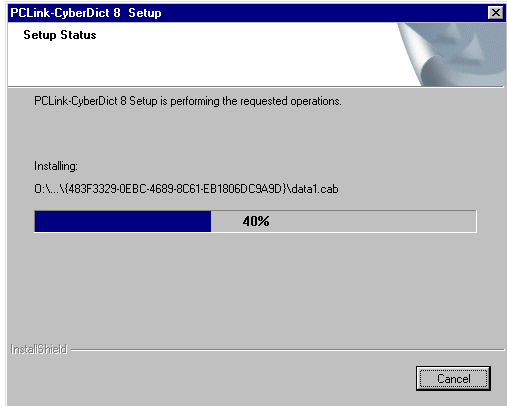 PCLink-CyberDict 8 Setup
Setup Status
PCLink-CyberDict 8 Setup is performing the requested operations.
Installing:
O:\...\{483F3329-0EBC-4689-8C61-EB1806DC9A9D}\data1.cab
40%
InstallShield
Cancel